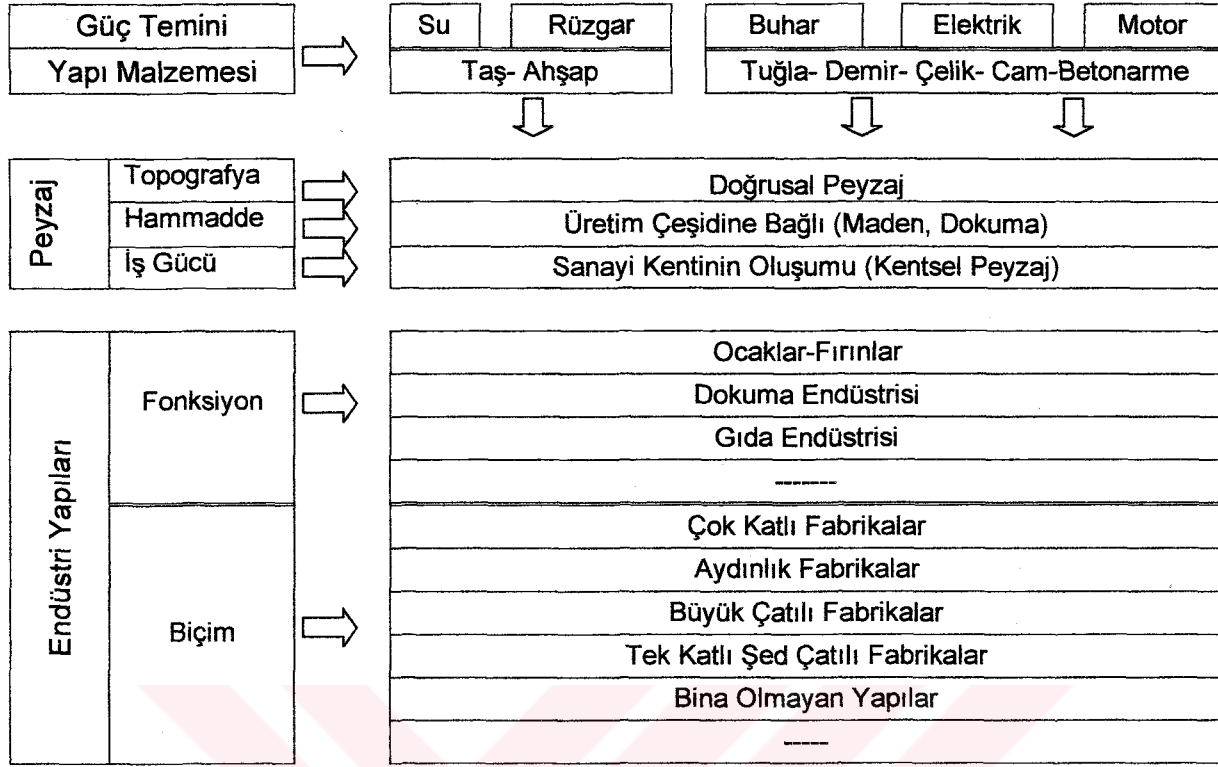 Güç Temini
Su
Rüzgar
Buhar
Elektrik
Motor
Yapı Malzemesi
Taş- Ahşap
Tuğla- Demir- Çelik- Cam-Betonarme
Peyzaj
Topografya
Doğrusal Peyzaj
Hammadde
Üretim Çeşidine Bağlı (Maden, Dokuma)
İş Gücü
Sanayi Kentinin Oluşumu (Kentsel Peyzaj)
Endüstri Yapıları
Fonksiyon
Ocaklar-Fırınlar
Dokuma Endüstrisi
Gıda Endüstrisi
-------
Biçim
Çok Katlı Fabrikalar
Aydınlık Fabrikalar
Büyük Çatılı Fabrikalar
Tek Katlı Şed Çatılı Fabrikalar
Bina Olmayan Yapılar
-----